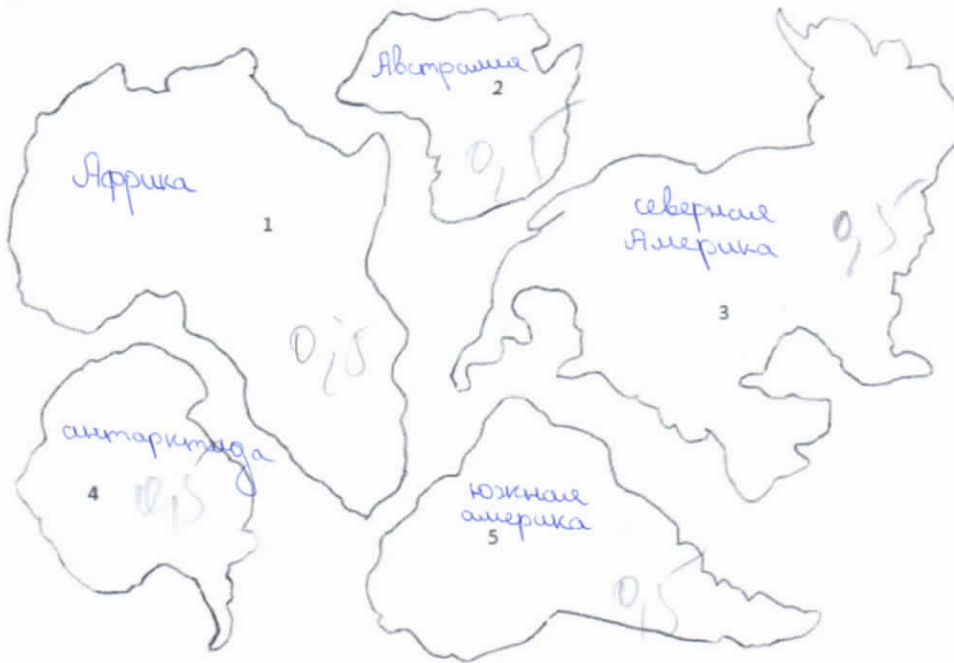 Австралия
2
0,5
Африка
1
0,5
северная
Америка
0,5
3
антарктида
4
0,5
южная
америка
5
0,5